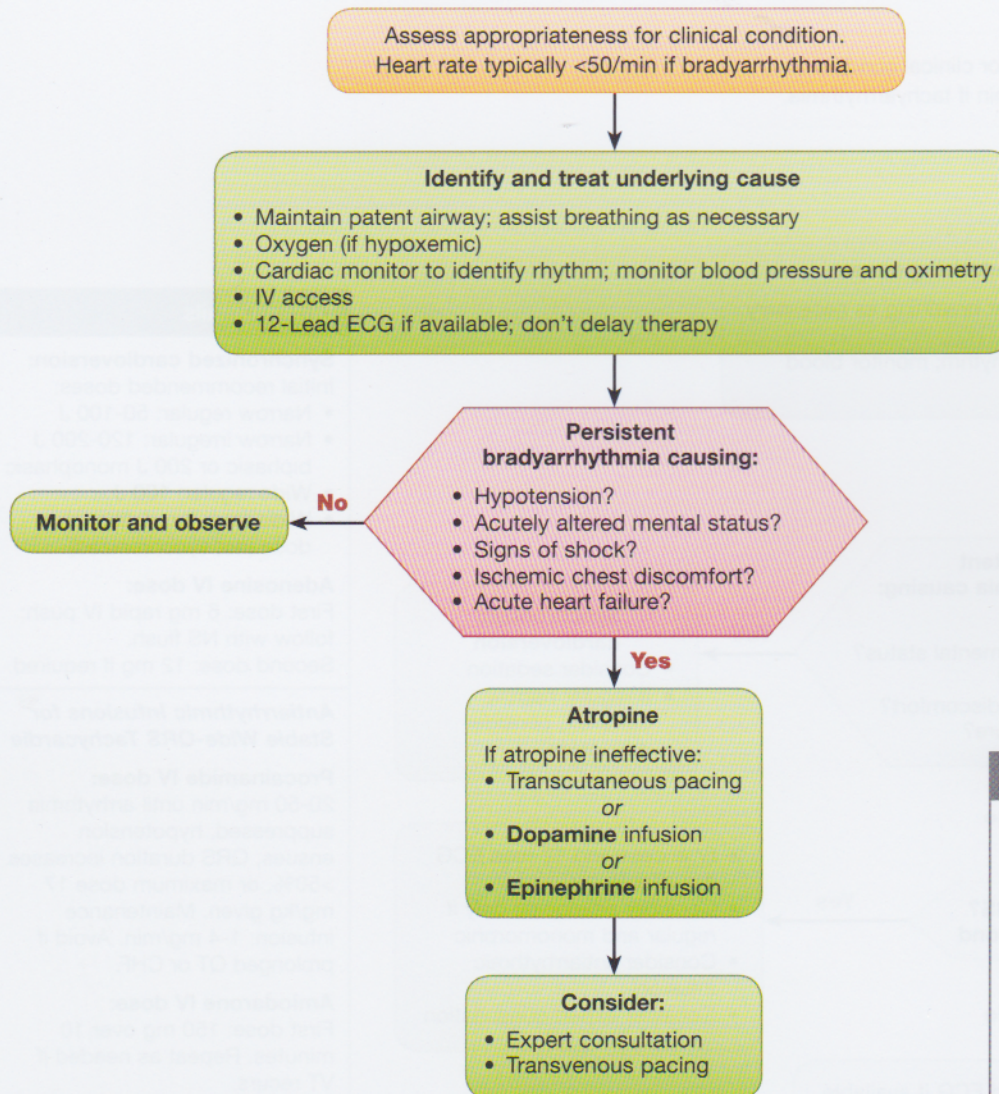 Assess appropriateness for clinical condition.
Heart rate typically <50/min if bradyarrhythmia.
Identify and treat underlying cause
• Maintain patent airway; assist breathing as necessary
• Oxygen (if hypoxemic)
• Cardiac monitor to identify rhythm; monitor blood pressure and oximetry
• IV access
• 12-Lead ECG if available; don't delay therapy
Persistent
bradyarrhythmia causing:
• Hypotension?
• Acutely altered mental status?
• Signs of shock?
• Ischemic chest discomfort?
• Acute heart failure?
No
Monitor and observe
Yes
Atropine
If atropine ineffective:
• Transcutaneous pacing
or
• Dopamine infusion
or
• Epinephrine infusion
Consider:
• Expert consultation
• Transvenous pacing